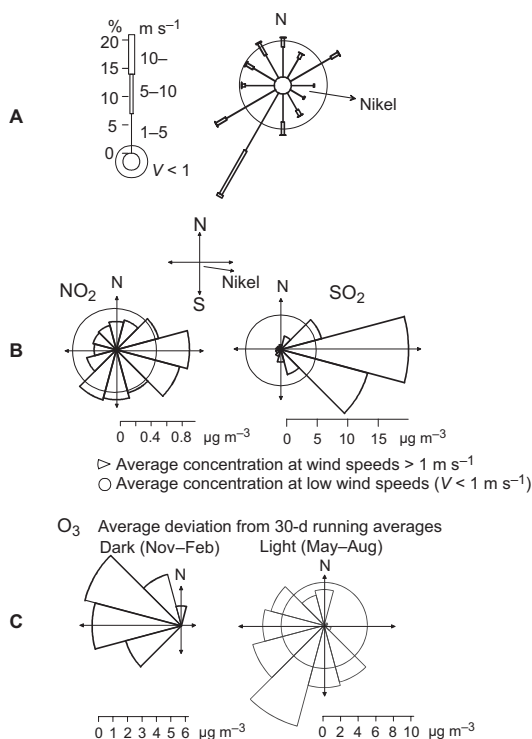 % m s⁻¹
20
10–
15
5–10
10
5
1–5
0
V < 1
N
Nikel
A
N
S
Nikel
NO₂
N
SO₂
N
B
0 0.4 0.8 µg m⁻³
0 5 10 15 µg m⁻³
Average concentration at wind speeds > 1 m s⁻¹
Average concentration at low wind speeds (V < 1 m s⁻¹)
O₃ Average deviation from 30-d running averages
Dark (Nov–Feb) Light (May–Aug)
N
N
C
0 1 2 3 4 5 6 µg m⁻³
0 2 4 6 8 10 µg m⁻³